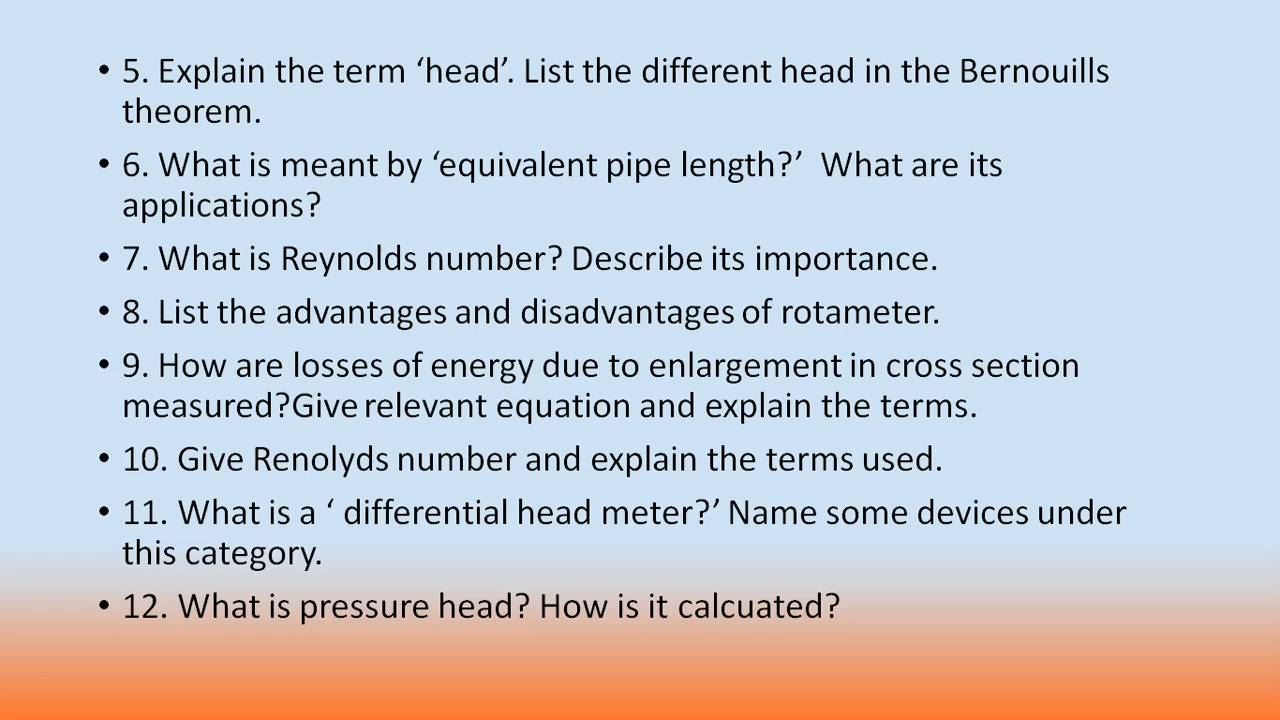 • 5. Explain the term ‘head’. List the different head in the Bernouills
theorem.
• 6. What is meant by ‘equivalent pipe length?’  What are its
applications?
• 7. What is Reynolds number? Describe its importance.
• 8. List the advantages and disadvantages of rotameter.
• 9. How are losses of energy due to enlargement in cross section
measured?Give relevant equation and explain the terms.
• 10. Give Renolyds number and explain the terms used.
• 11. What is a ‘ differential head meter?’ Name some devices under
this category.
• 12. What is pressure head? How is it calcuated?